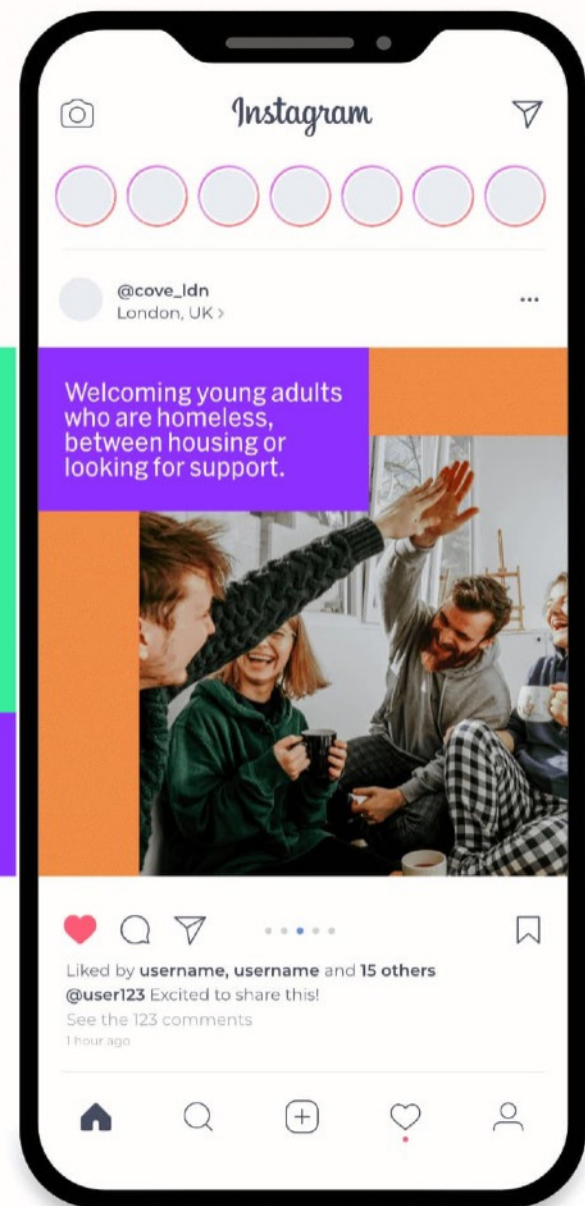 Instagram
@cove_ldn
London, UK >
Welcoming young adults
who are homeless,
between housing or
looking for support.
Liked by username, username and 15 others
@user123 Excited to share this!
See the 123 comments
1 hour ago